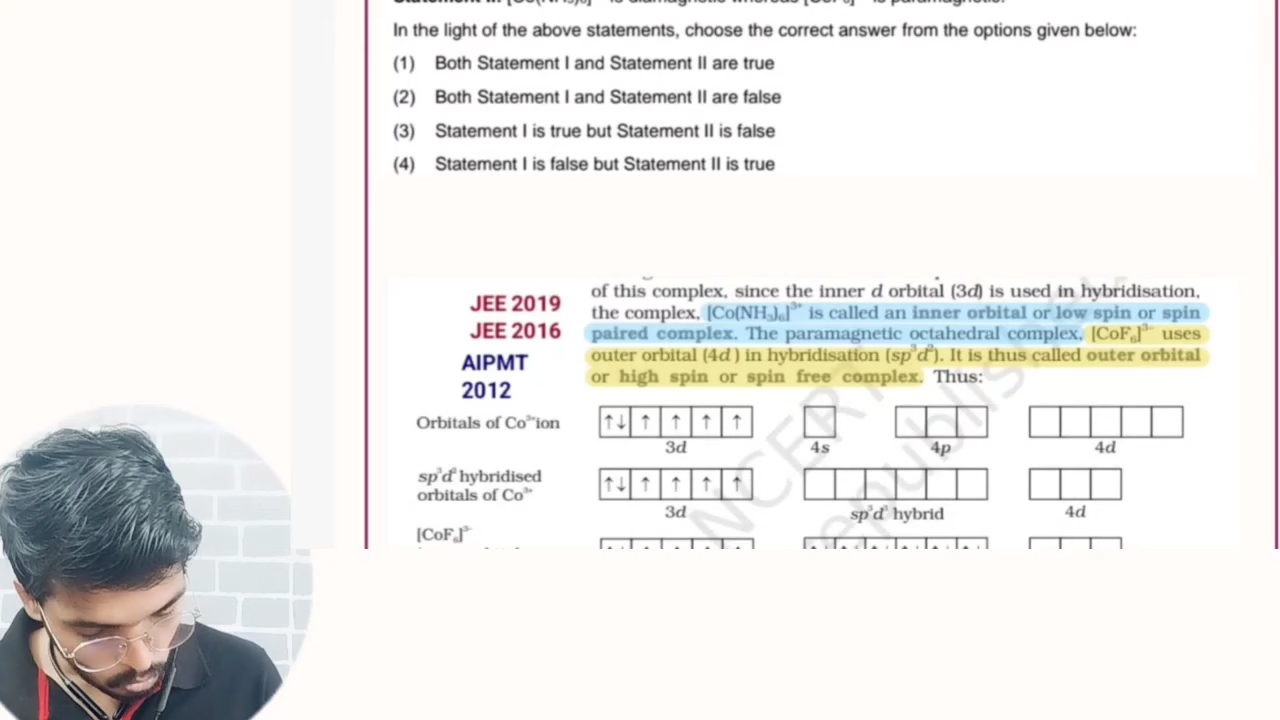 In the light of the above statements, choose the correct answer from the options given below:
(1) Both Statement I and Statement II are true
(2) Both Statement I and Statement II are false
(3) Statement I is true but Statement II is false
(4) Statement I is false but Statement II is true
JEE 2019
JEE 2016
AIPMT
2012
of this complex, since the inner d orbital (3d) is used in hybridisation,
the complex, [Co(NH₃)₆]³⁺ is called an inner orbital or low spin or spin
paired complex. The paramagnetic octahedral complex, [CoF₆]³⁻ uses
outer orbital (4d) in hybridisation (sp³d²). It is thus called outer orbital
or high spin or spin free complex. Thus:
Orbitals of Co³⁺ion
↑↓ ↑ ↑ ↑ ↑
3d 4s 4p 4d
sp³d² hybridised
orbitals of Co³⁺
↑↓ ↑ ↑ ↑ ↑
3d sp³d² hybrid 4d
[CoF₆]³⁻
NCERT